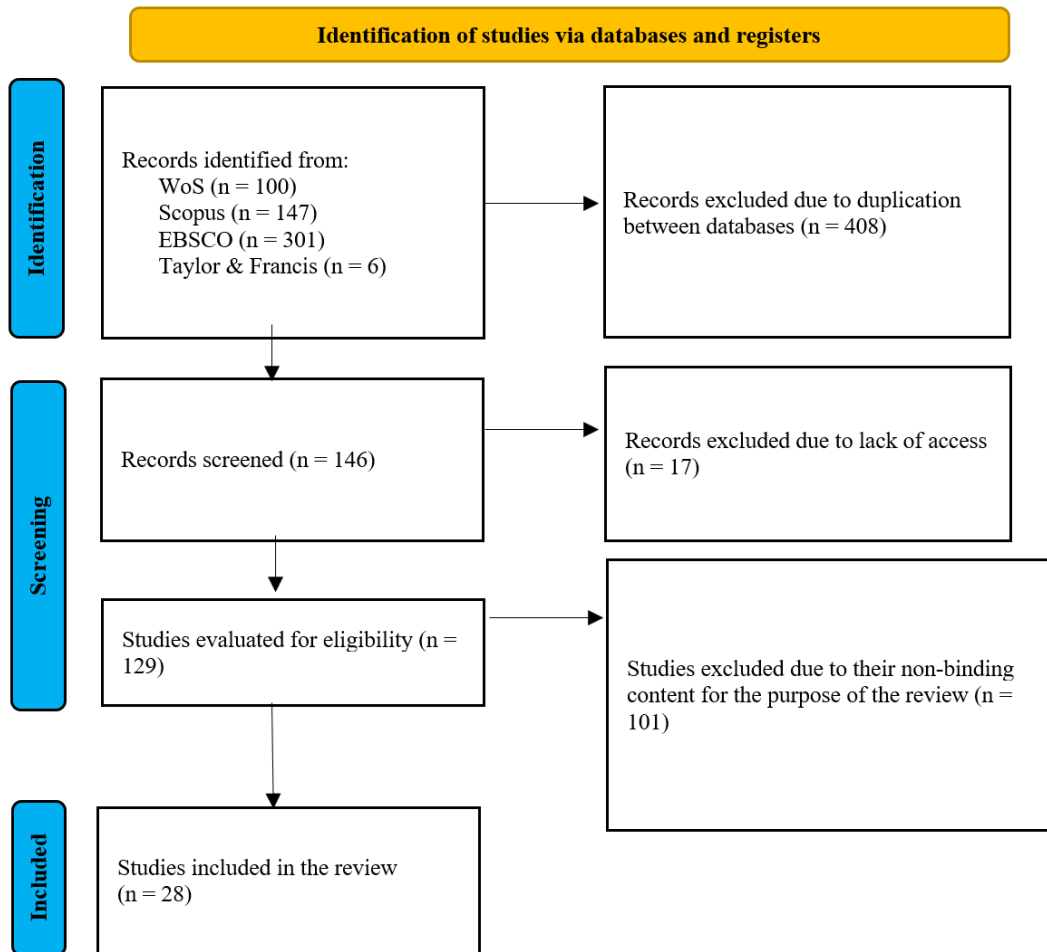 Identification of studies via databases and registers
Identification
Records identified from:
WoS (n = 100)
Scopus (n = 147)
EBSCO (n = 301)
Taylor & Francis (n = 6)
Records excluded due to duplication
between databases (n = 408)
Screening
Records screened (n = 146)
Records excluded due to lack of access
(n = 17)
Studies evaluated for eligibility (n =
129)
Studies excluded due to their non-binding
content for the purpose of the review (n =
101)
Included
Studies included in the review
(n = 28)